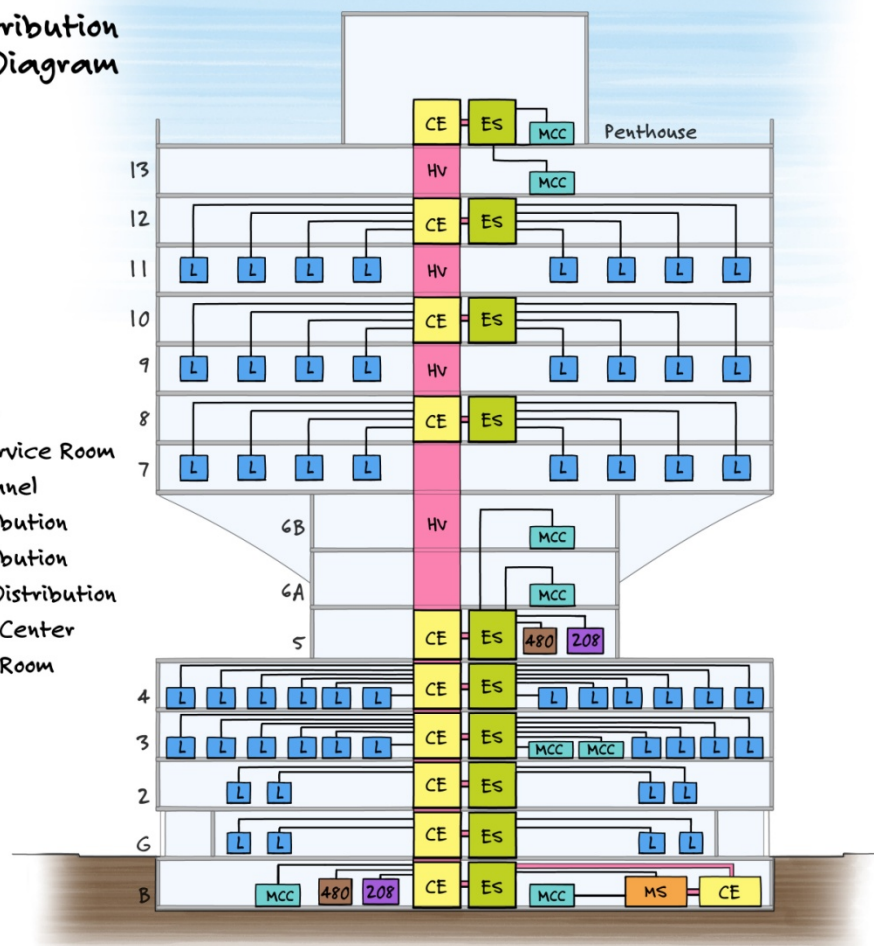 ribution
Diagram
CE ES MCC Penthouse
13 HV MCC
12 CE ES
11 L L L L HV L L L L
10 CE ES
9 L L L L HV L L L L
8 CE ES
rvice Room
7 L L L L L L L L
nnel
bution
6B HV MCC
bution
Distribution
6A MCC
Center
5 CE ES 480 208
Room
4 L L L L L L CE ES L L L L L L
3 L L L L L L CE ES MCC MCC L L L L
2 L L CE ES L L
G L L CE ES L L
B MCC 480 208 CE ES MCC MS CE